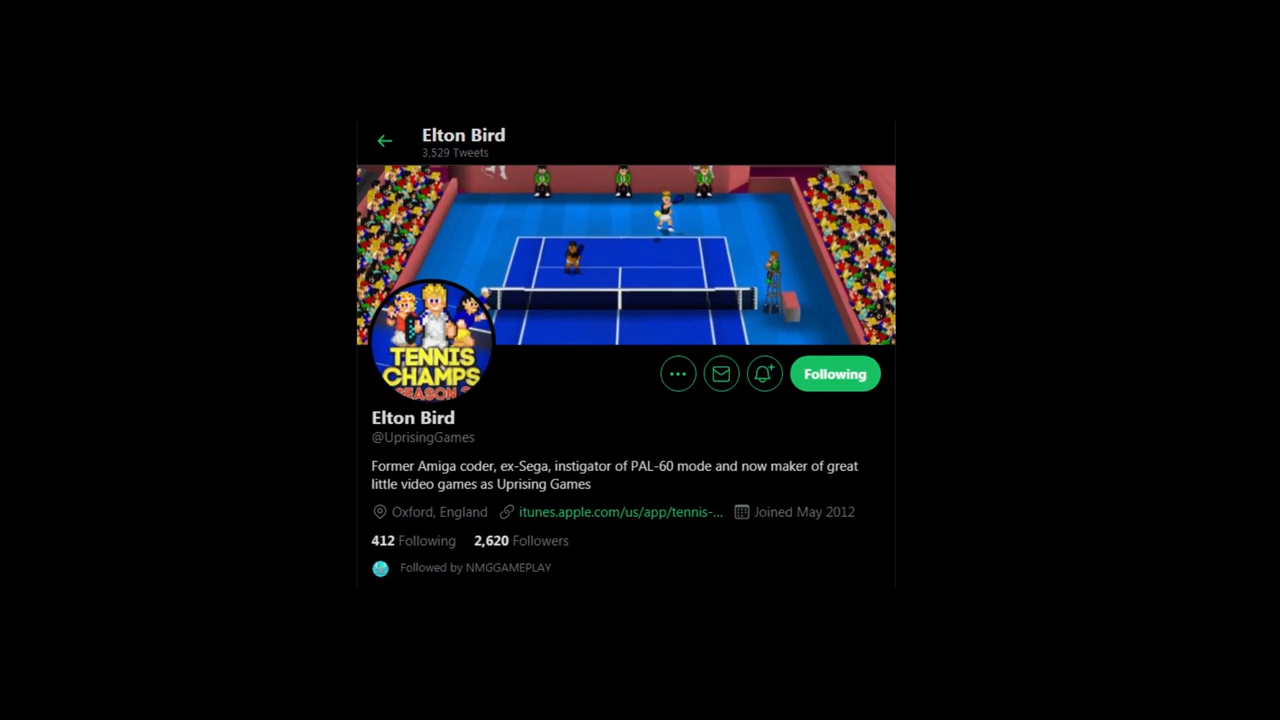 Elton Bird
3,529 Tweets
TENNIS
CHAMPS
SEASON 3
Elton Bird
@UprisingGames
Following
Former Amiga coder, ex-Sega, instigator of PAL-60 mode and now maker of great
little video games as Uprising Games
Oxford, England itunes.apple.com/us/app/tennis-... Joined May 2012
412 Following 2,620 Followers
Followed by NMGGAMEPLAY